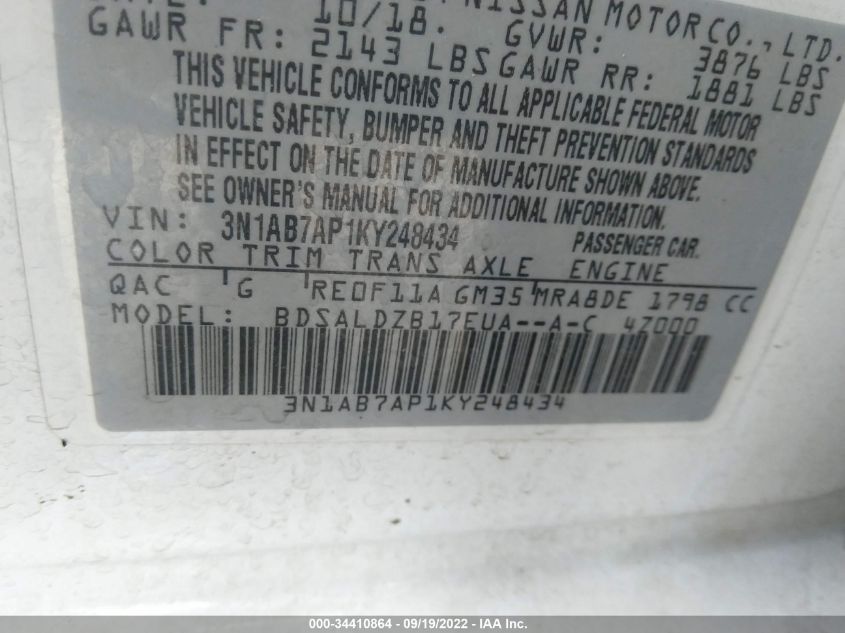 10/18. NISSAN MOTOR CO., LTD.
GAWR FR: 2143 LBS GVWR: 3876 LBS
GAWR RR: 1881 LBS
THIS VEHICLE CONFORMS TO ALL APPLICABLE FEDERAL MOTOR
VEHICLE SAFETY, BUMPER AND THEFT PREVENTION STANDARDS
IN EFFECT ON THE DATE OF MANUFACTURE SHOWN ABOVE.
SEE OWNER'S MANUAL FOR ADDITIONAL INFORMATION.
VIN: 3N1AB7AP1KY248434 PASSENGER CAR.
COLOR TRIM TRANS AXLE ENGINE
QAC G RE0F11A GM35 MRA8DE 1798 CC
MODEL: BDSALDZB17EUA--A-C 4Z000
3N1AB7AP1KY248434
000-34410864 - 09/19/2022 - IAA Inc.